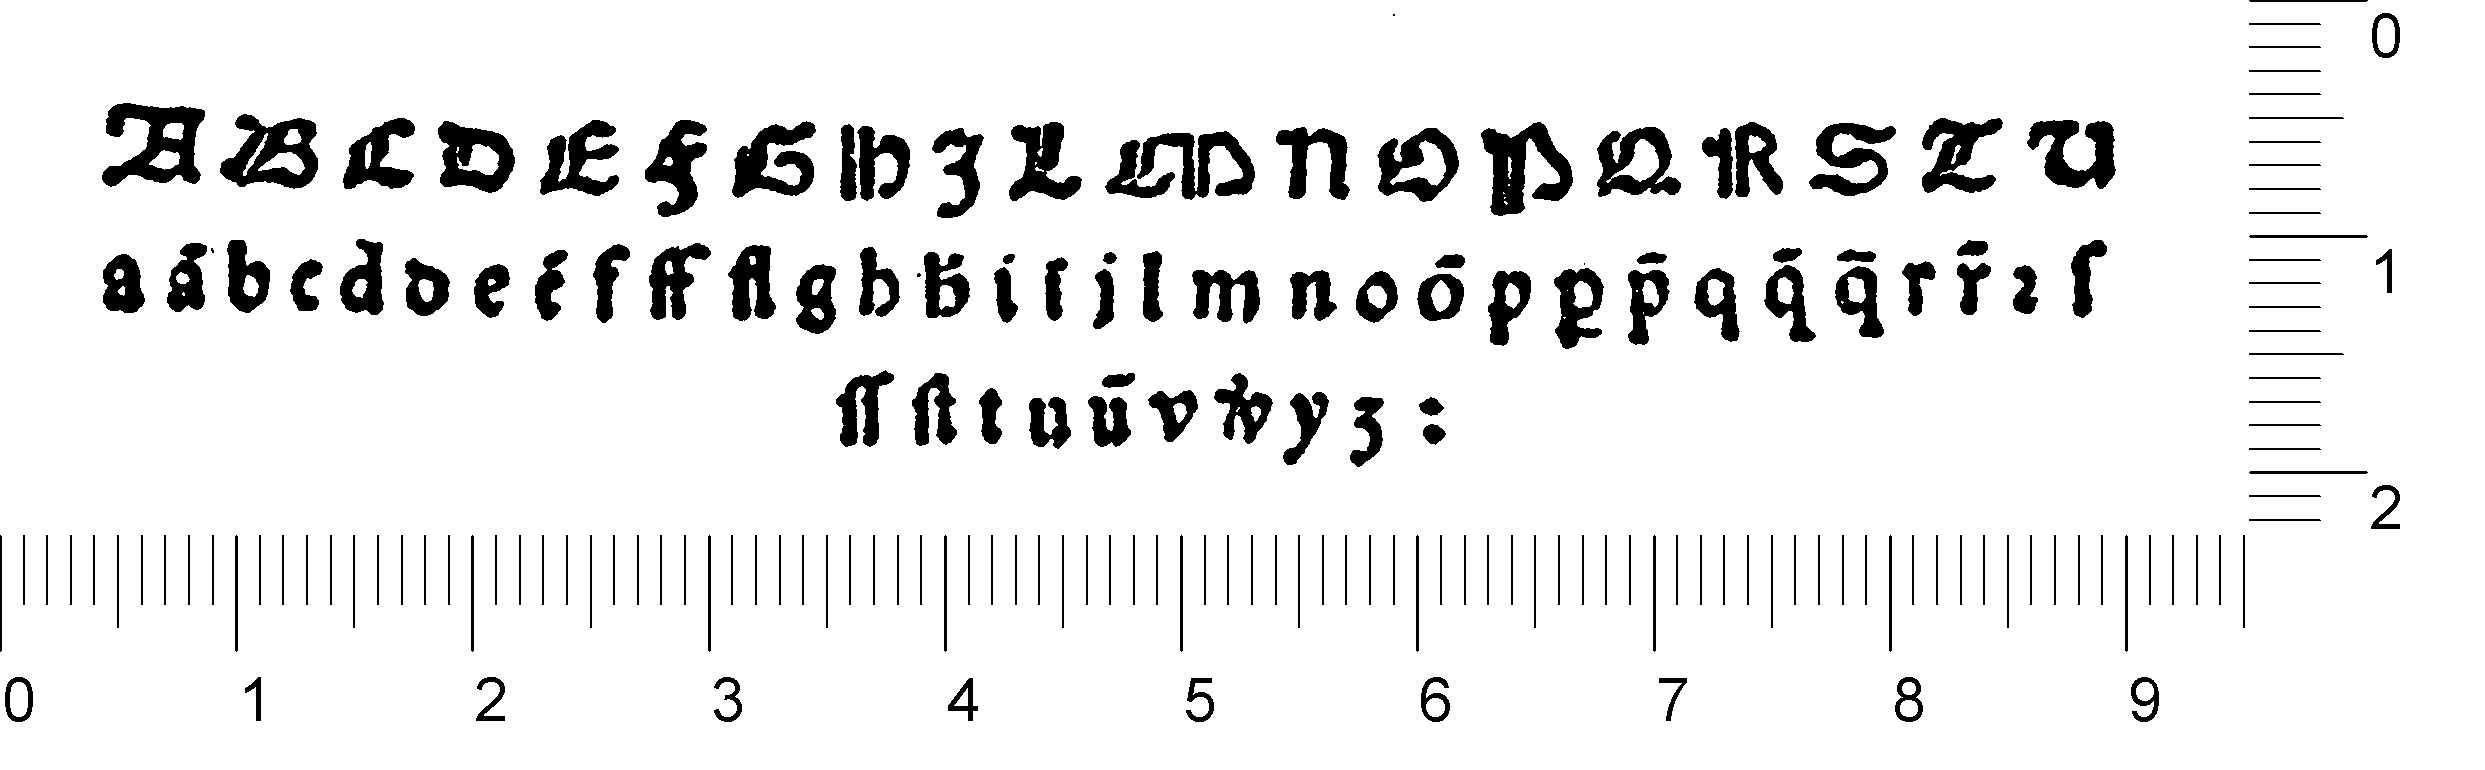 A B C D E F G H J L M N O P Q R S T U
a ā b c d d e ē f ff fl g h h̄ i ſ j l m n o ō p ꝑ p̄ q q̄ q̃ r r̄ ꝛ ſ
ſſ ſt t u ū v w y z :
0
1
2
0 1 2 3 4 5 6 7 8 9